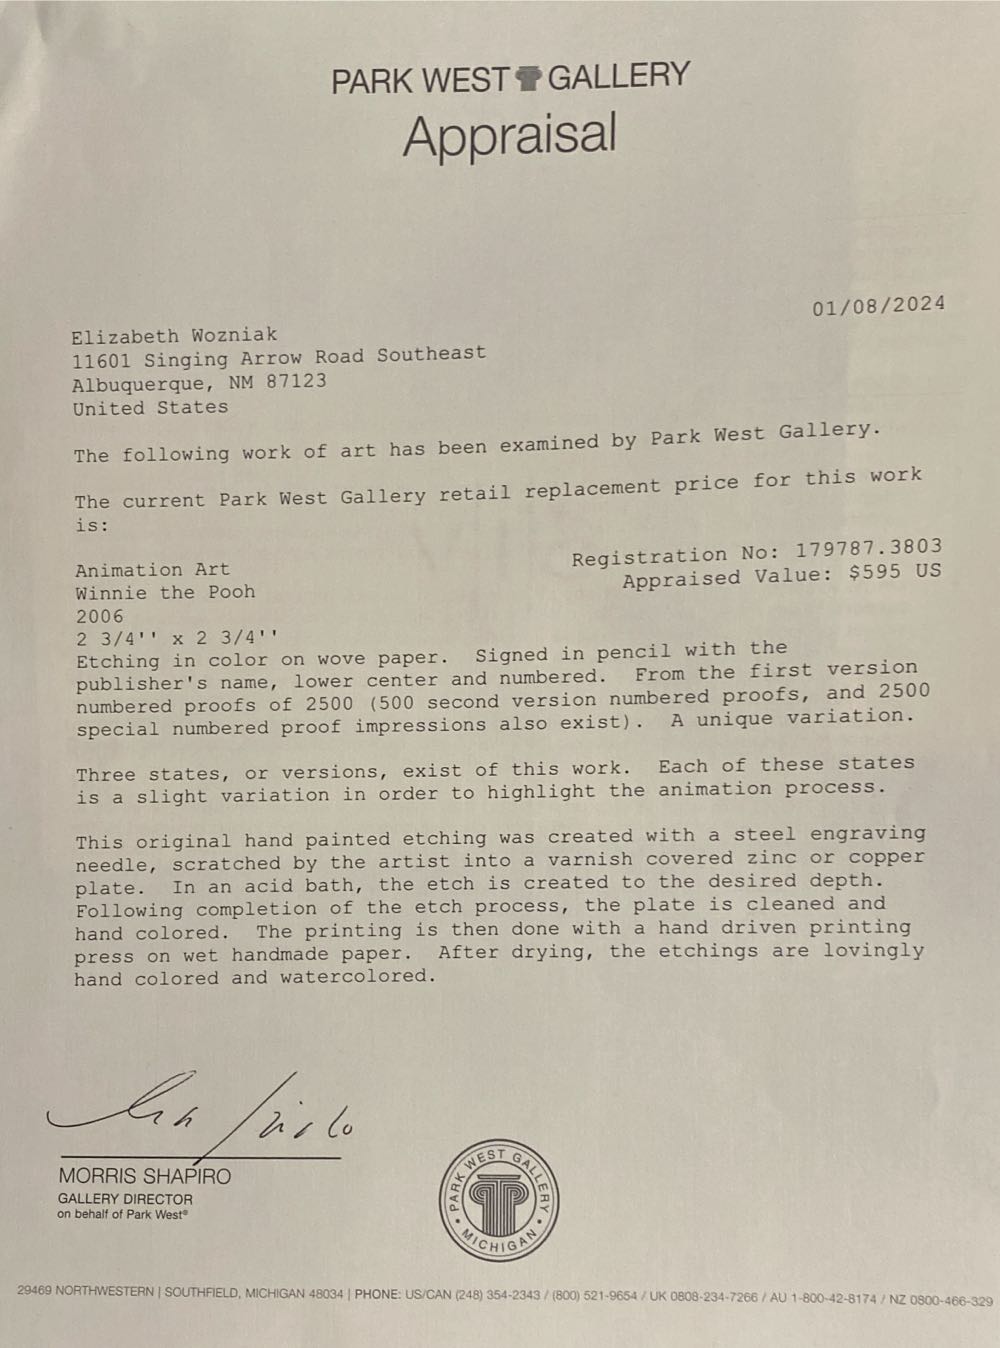 PARK WEST GALLERY
Appraisal
01/08/2024
Elizabeth Wozniak
11601 Singing Arrow Road Southeast
Albuquerque, NM 87123
United States
The following work of art has been examined by Park West Gallery.
The current Park West Gallery retail replacement price for this work
is:
Registration No: 179787.3803
Appraised Value: $595 US
Animation Art
Winnie the Pooh
2006
2 3/4'' x 2 3/4''
Etching in color on wove paper.  Signed in pencil with the
publisher's name, lower center and numbered.  From the first version
numbered proofs of 2500 (500 second version numbered proofs, and 2500
special numbered proof impressions also exist).  A unique variation.
Three states, or versions, exist of this work.  Each of these states
is a slight variation in order to highlight the animation process.
This original hand painted etching was created with a steel engraving
needle, scratched by the artist into a varnish covered zinc or copper
plate.  In an acid bath, the etch is created to the desired depth.
Following completion of the etch process, the plate is cleaned and
hand colored.  The printing is then done with a hand driven printing
press on wet handmade paper.  After drying, the etchings are lovingly
hand colored and watercolored.
MORRIS SHAPIRO
GALLERY DIRECTOR
on behalf of Park West®
PARK WEST GALLERY • MICHIGAN •
29469 NORTHWESTERN | SOUTHFIELD, MICHIGAN 48034 | PHONE: US/CAN (248) 354-2343 / (800) 521-9654 / UK 0808-234-7266 / AU 1-800-42-8174 / NZ 0800-466-329